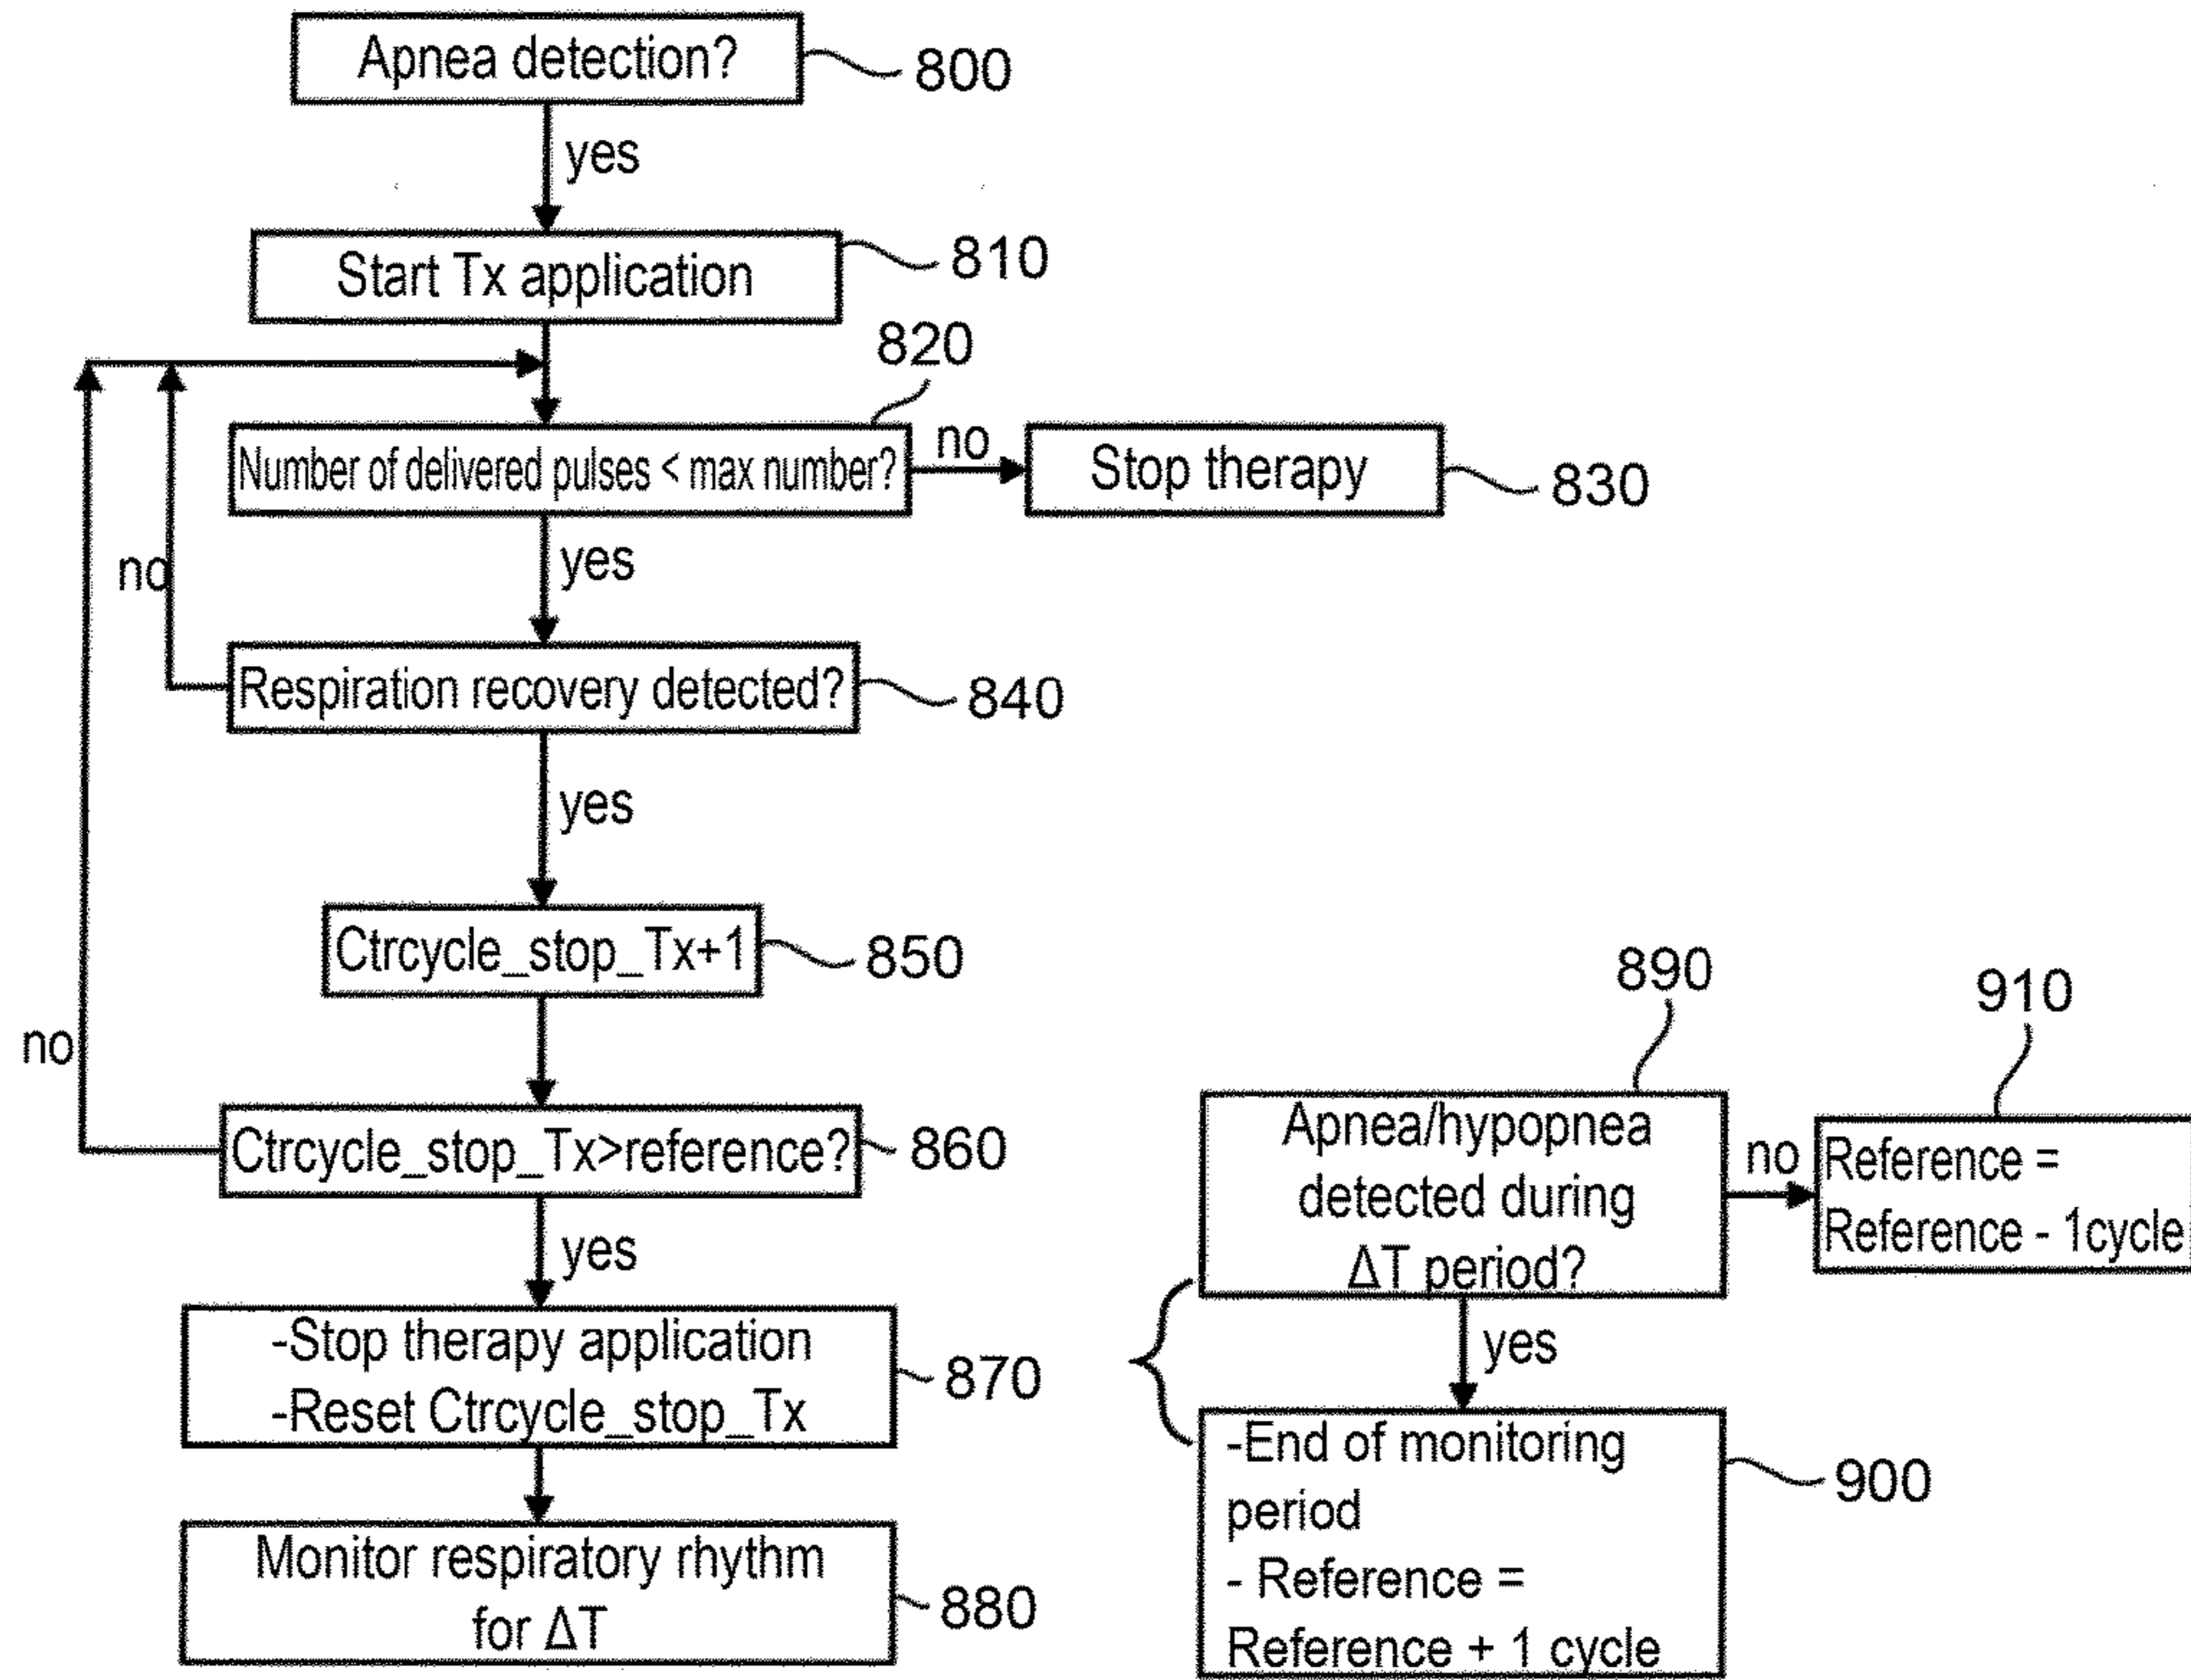 Apnea detection?
800
yes
Start Tx application
810
820
Number of delivered pulses < max number?
no
Stop therapy
830
yes
no
Respiration recovery detected?
840
yes
Ctrcycle_stop_Tx+1
850
no
Ctrcycle_stop_Tx>reference?
860
yes
-Stop therapy application
-Reset Ctrcycle_stop_Tx
870
Monitor respiratory rhythm
for ΔT
880
890
Apnea/hypopnea
detected during
ΔT period?
no
910
Reference =
Reference - 1cycle
yes
-End of monitoring
period
- Reference =
Reference + 1 cycle
900